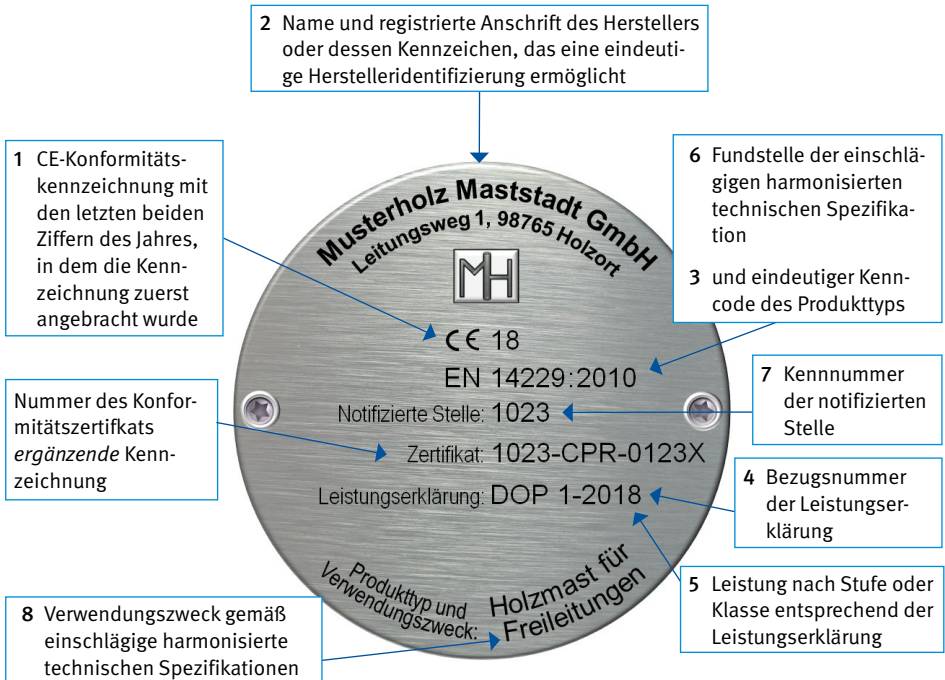 2 Name und registrierte Anschrift des Herstellers
oder dessen Kennzeichen, das eine eindeuti-
ge Herstelleridentifizierung ermöglicht
1 CE-Konformitäts-
kennzeichnung mit
den letzten beiden
Ziffern des Jahres,
in dem die Kenn-
zeichnung zuerst
angebracht wurde
6 Fundstelle der einschlä-
gigen harmonisierten
technischen Spezifika-
tion
3 und eindeutiger Kenn-
code des Produkttyps
Musterholz Maststadt GmbH
Leitungsweg 1, 98765 Holzort
MH
CE 18
EN 14229:2010
Notifizierte Stelle: 1023
Zertifikat: 1023-CPR-0123X
Leistungserklärung: DOP 1-2018
Produkttyp und
Verwendungszweck:
Holzmast für
Freileitungen
Nummer des Konfor-
mitätszertifkats
ergänzende Kenn-
zeichnung
7 Kennnummer
der notifizierten
Stelle
4 Bezugsnummer
der Leistungser-
klärung
5 Leistung nach Stufe oder
Klasse entsprechend der
Leistungserklärung
8 Verwendungszweck gemäß
einschlägige harmonisierte
technischen Spezifikationen